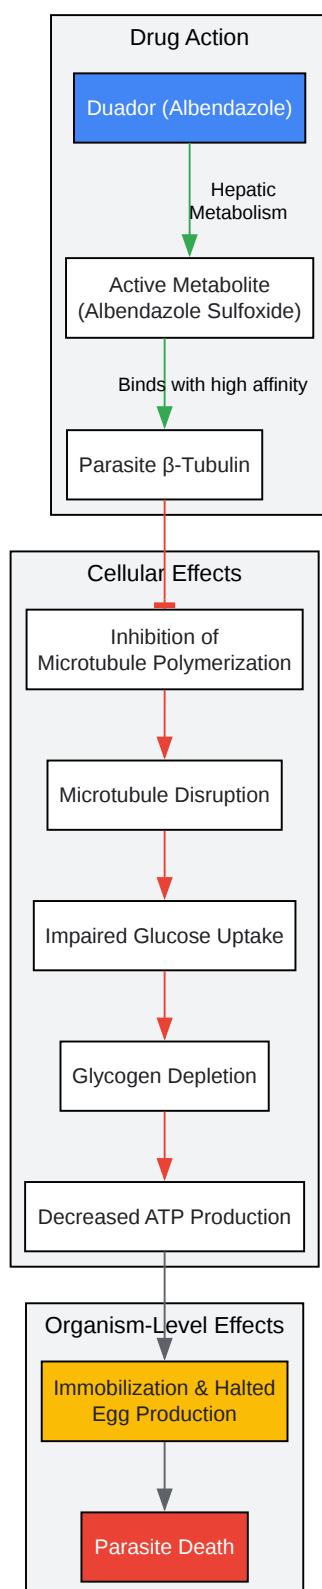 Drug Action
Duador (Albendazole)
Hepatic
Metabolism
Active Metabolite
(Albendazole Sulfoxide)
Binds with high affinity
Parasite β-Tubulin
Cellular Effects
Inhibition of
Microtubule Polymerization
Microtubule Disruption
Impaired Glucose Uptake
Glycogen Depletion
Decreased ATP Production
Organism-Level Effects
Immobilization & Halted
Egg Production
Parasite Death